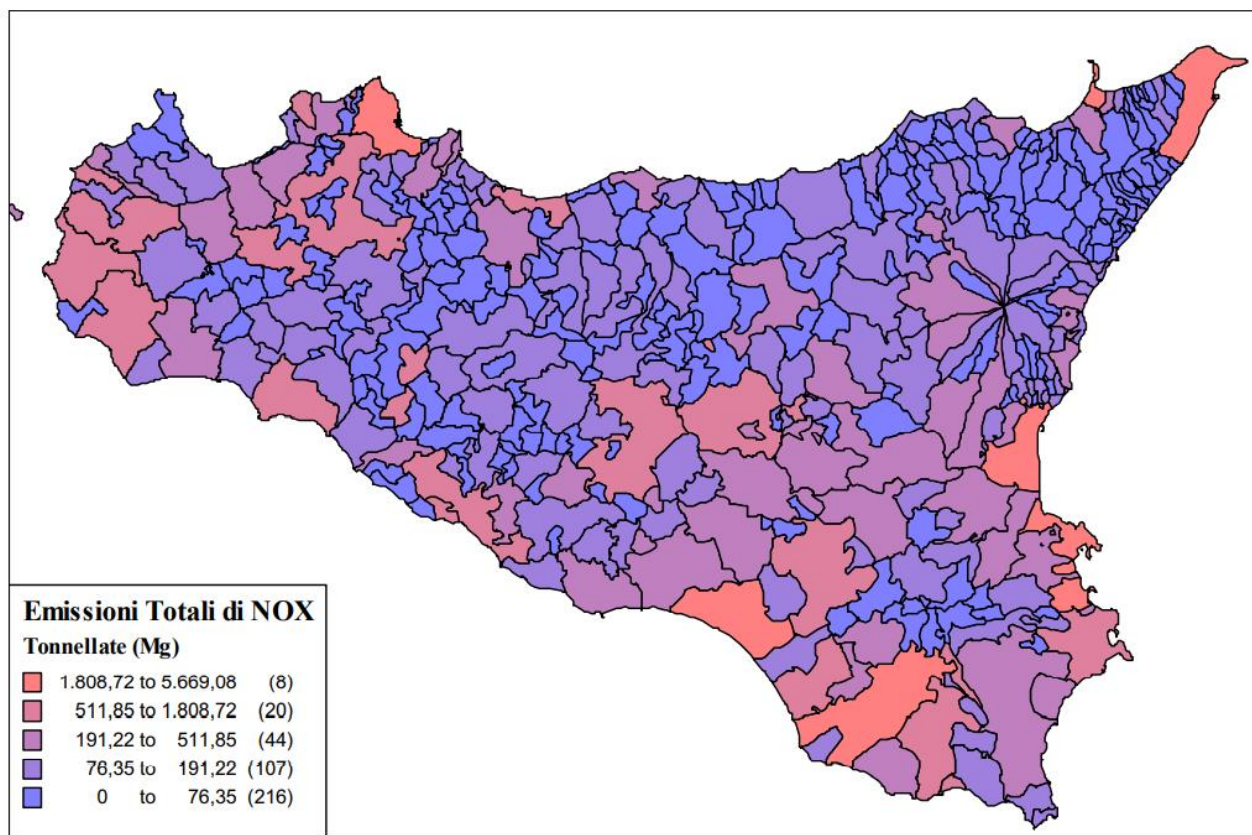 Emissioni Totali di NOX
Tonnellate (Mg)
1.808,72 to 5.669,08 (8)
511,85 to 1.808,72 (20)
191,22 to 511,85 (44)
76,35 to 191,22 (107)
0 to 76,35 (216)